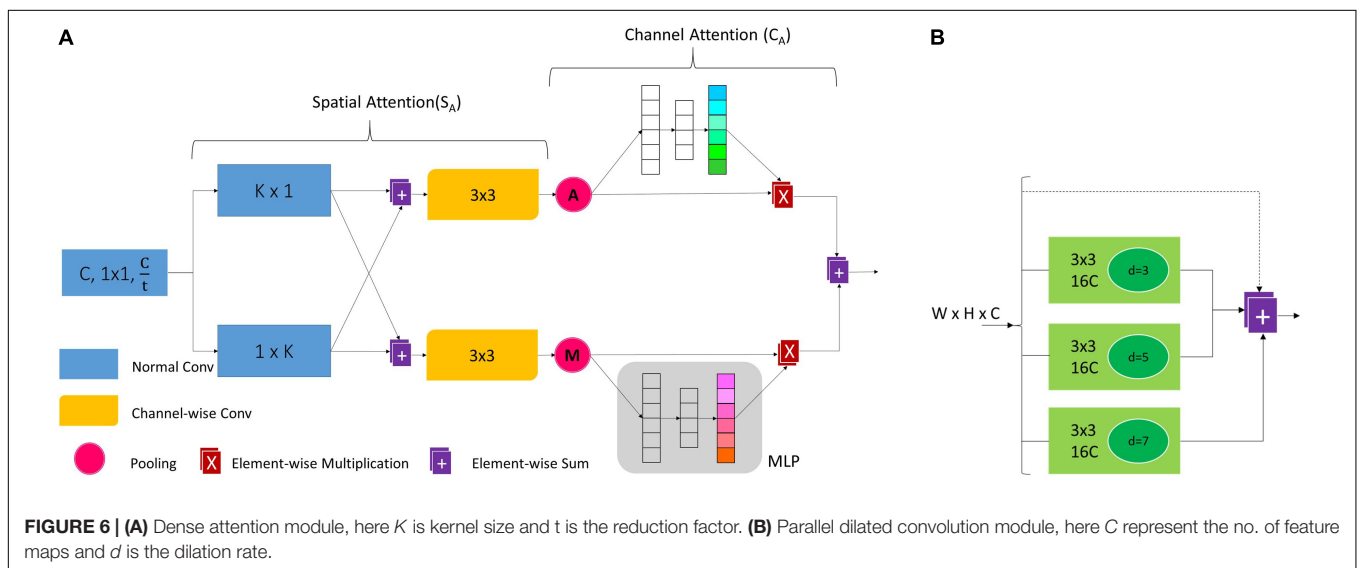 A
Channel Attention (C_A)
B
Spatial Attention(S_A)
K x 1
+
3x3
A
X
C, 1x1, C/t
+
1 x K
+
3x3
M
X
Normal Conv
Channel-wise Conv
Pooling
X
Element-wise Multiplication
+
Element-wise Sum
MLP
W x H x C
3x3
16C
d=3
3x3
16C
d=5
3x3
16C
d=7
+
FIGURE 6 | (A) Dense attention module, here K is kernel size and t is the reduction factor. (B) Parallel dilated convolution module, here C represent the no. of feature
maps and d is the dilation rate.